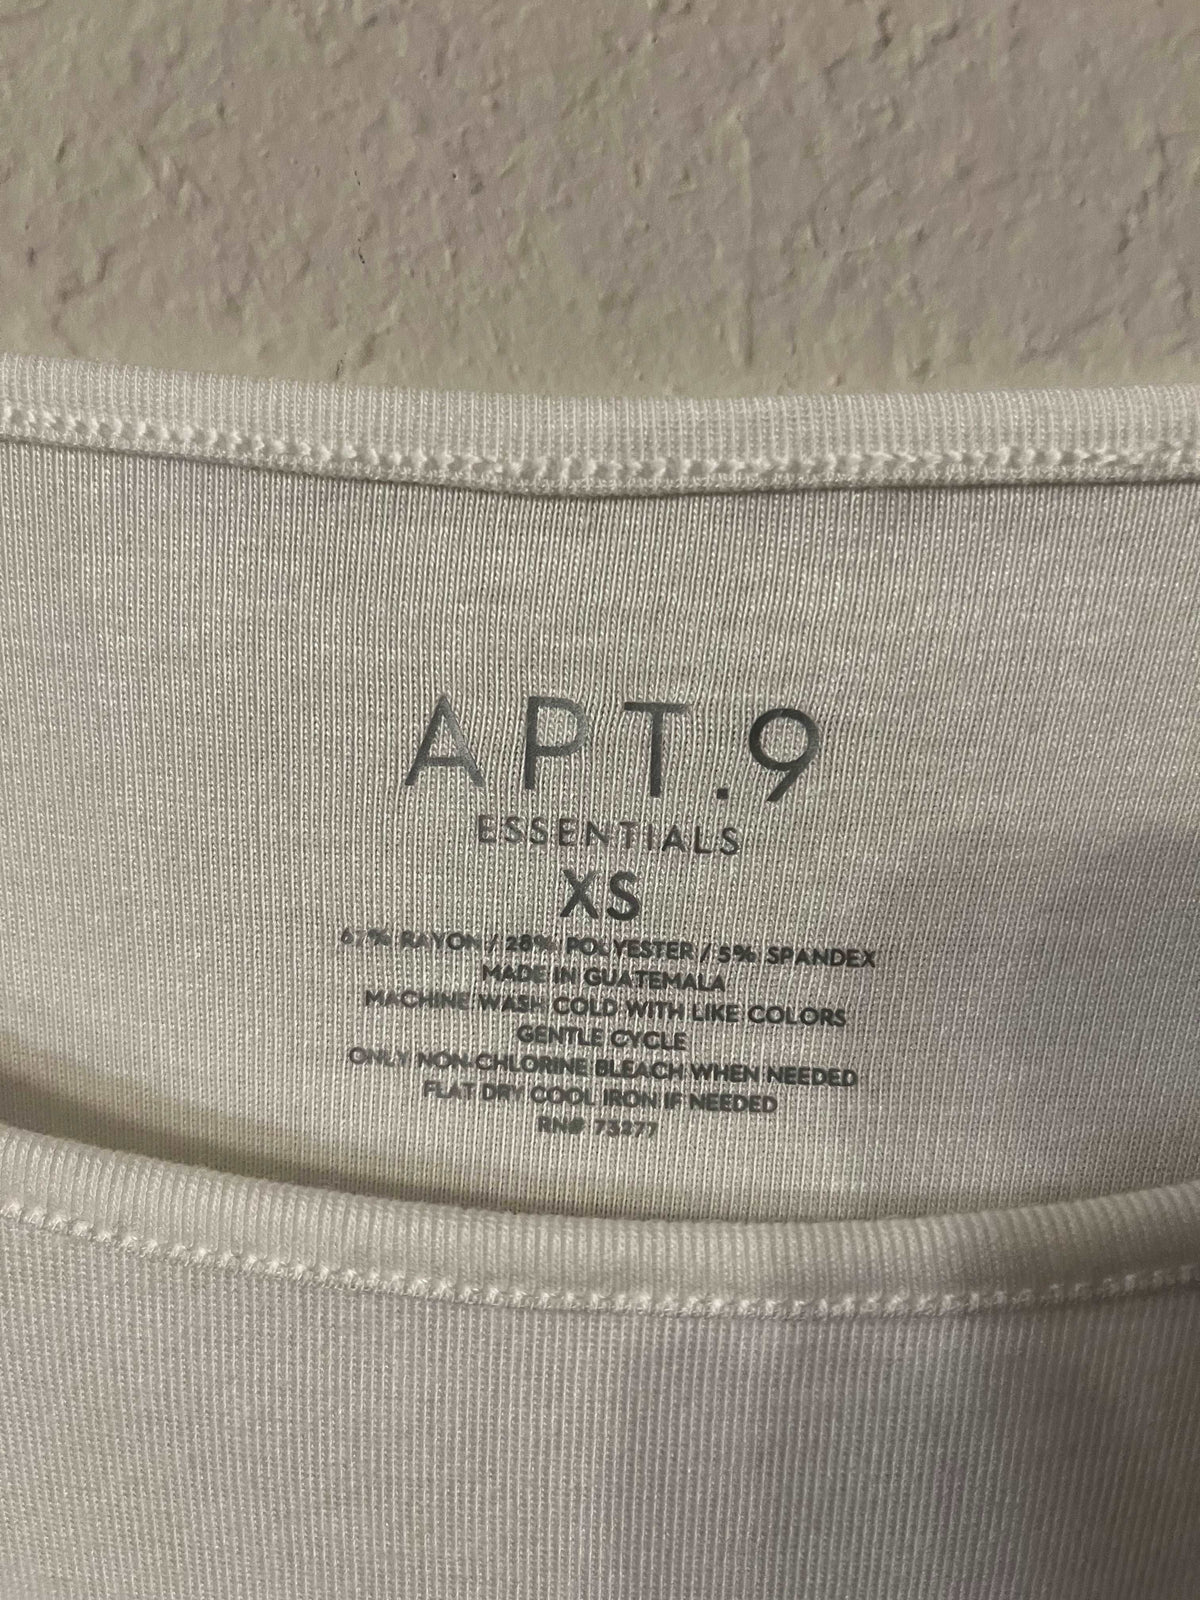 APT.9
ESSENTIALS
XS
67% RAYON / 28% POLYESTER / 5% SPANDEX
MADE IN GUATEMALA
MACHINE WASH COLD WITH LIKE COLORS
GENTLE CYCLE
ONLY NON-CHLORINE BLEACH WHEN NEEDED
FLAT DRY COOL IRON IF NEEDED
RN# 73277